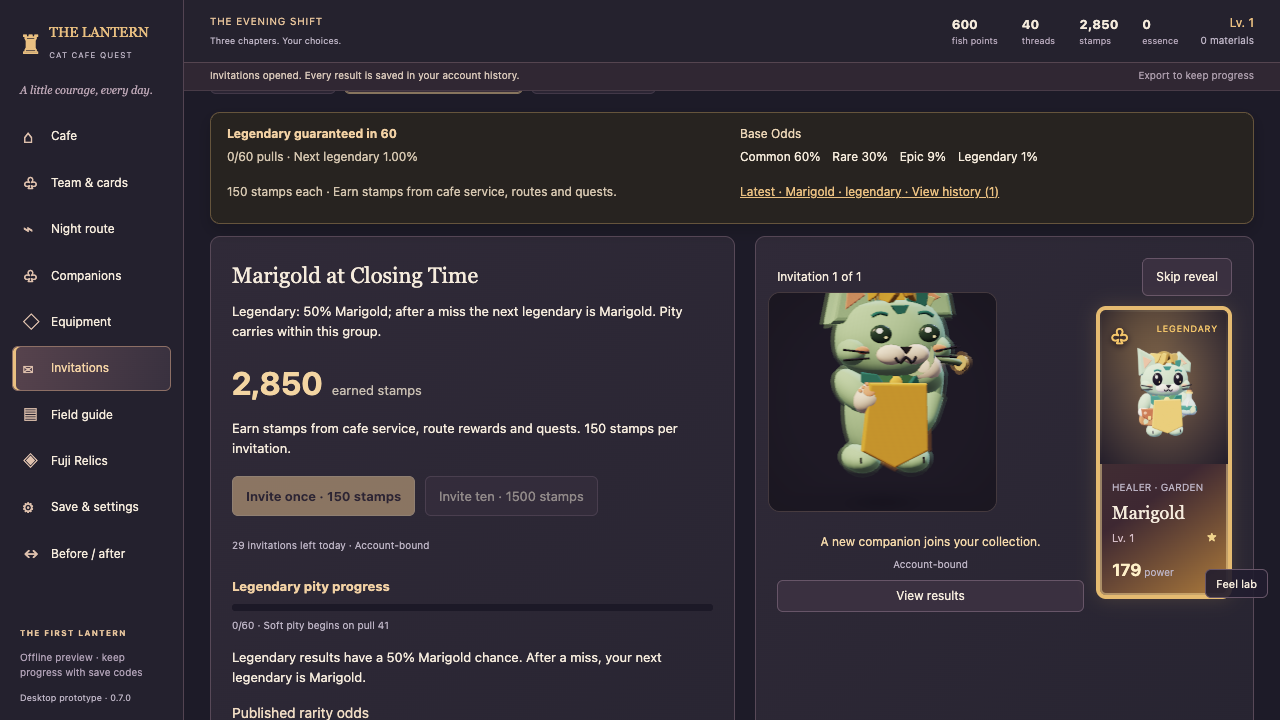 THE LANTERN
CAT CAFE QUEST
A little courage, every day.
Cafe
Team & cards
Night route
Companions
Equipment
Invitations
Field guide
Fuji Relics
Save & settings
Before / after
THE FIRST LANTERN
Offline preview · keep
progress with save codes
Desktop prototype · 0.7.0
THE EVENING SHIFT
Three chapters. Your choices.
600
fish points
40
threads
2,850
stamps
0
essence
Lv. 1
0 materials
Invitations opened. Every result is saved in your account history.
Export to keep progress
Legendary guaranteed in 60
0/60 pulls · Next legendary 1.00%
150 stamps each · Earn stamps from cafe service, routes and quests.
Base Odds
Common 60% Rare 30% Epic 9% Legendary 1%
Latest · Marigold · legendary · View history (1)
Marigold at Closing Time
Legendary: 50% Marigold; after a miss the next legendary is Marigold. Pity
carries within this group.
2,850 earned stamps
Earn stamps from cafe service, route rewards and quests. 150 stamps per
invitation.
Invite once · 150 stamps
Invite ten · 1500 stamps
29 invitations left today · Account-bound
Legendary pity progress
0/60 · Soft pity begins on pull 41
Legendary results have a 50% Marigold chance. After a miss, your next
legendary is Marigold.
Published rarity odds
Invitation 1 of 1
Skip reveal
A new companion joins your collection.
Account-bound
View results
LEGENDARY
HEALER · GARDEN
Marigold
Lv. 1
179 power
Feel lab